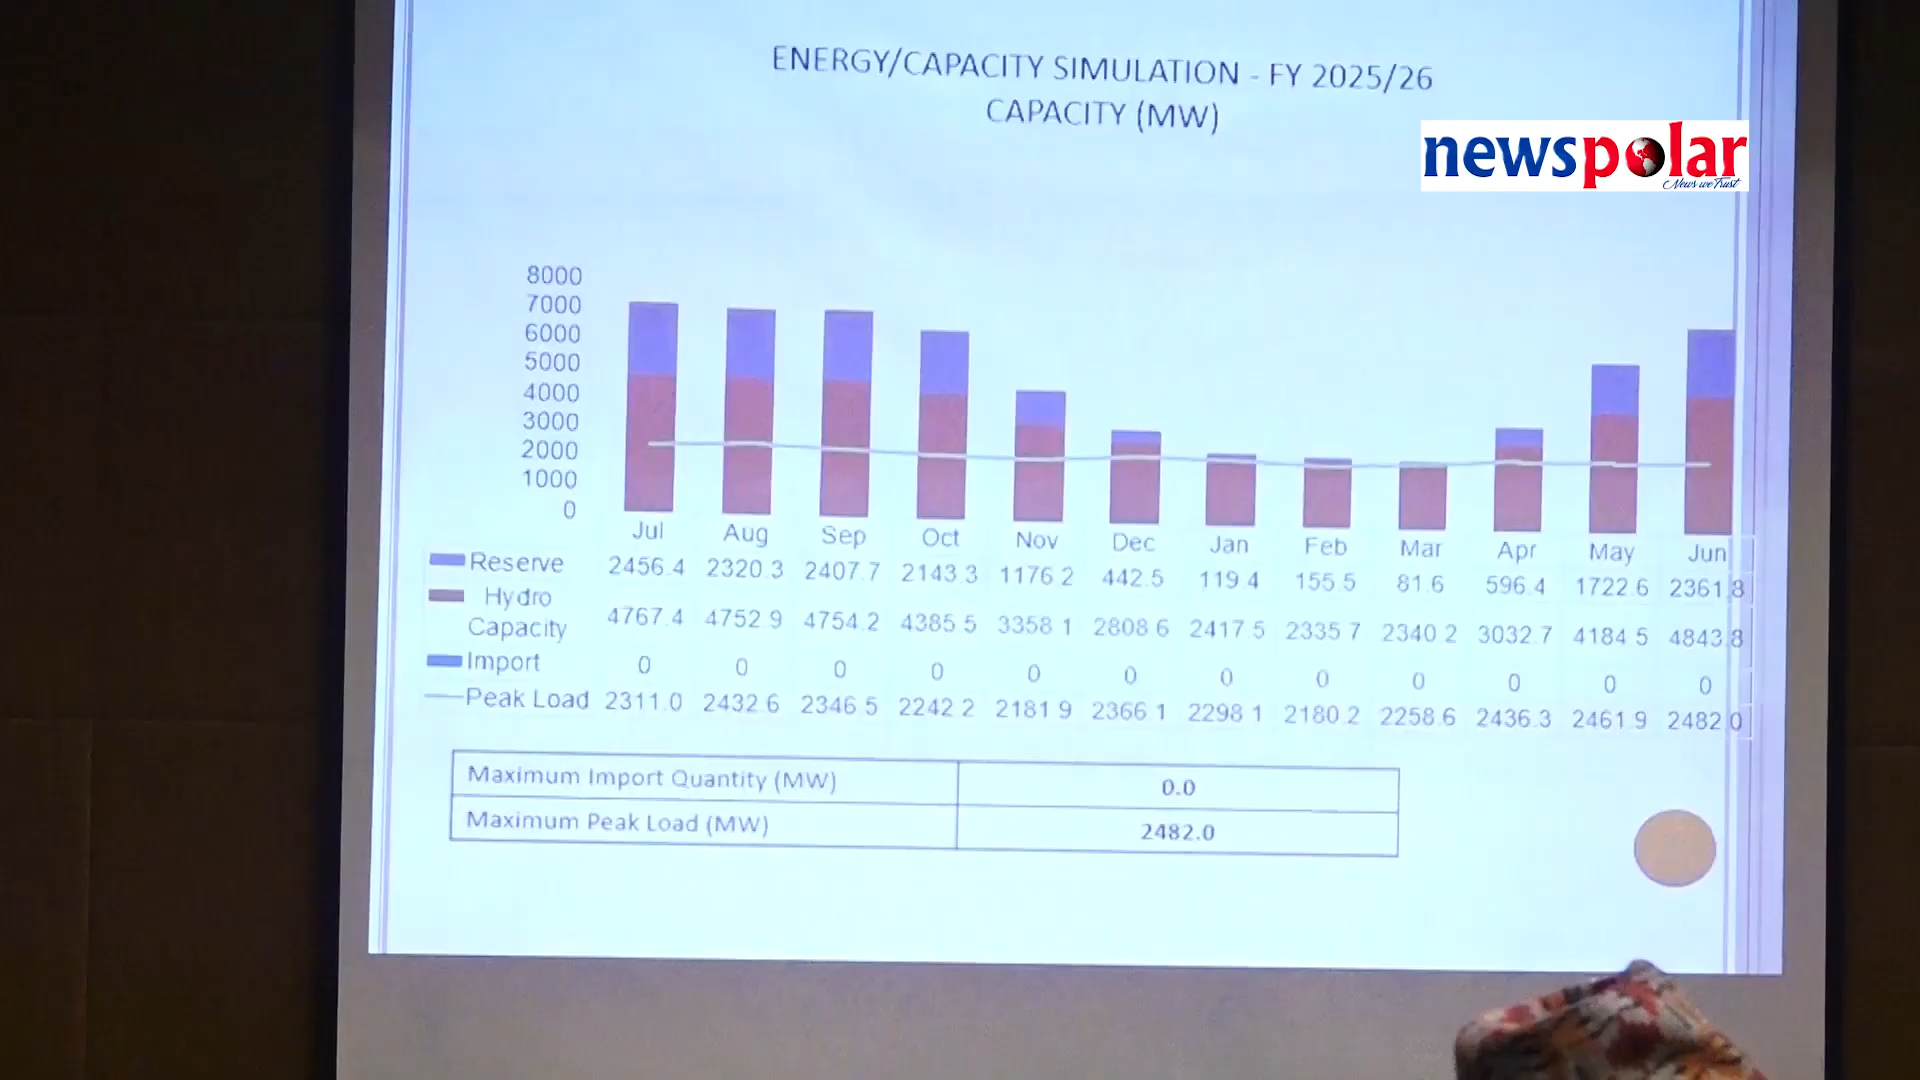 ENERGY/CAPACITY SIMULATION - FY 2025/26
CAPACITY (MW)
newspolar
News we Trust
8000
7000
6000
5000
4000
3000
2000
1000
0
Jul Aug Sep Oct Nov Dec Jan Feb Mar Apr May Jun
Reserve 2456.4 2320.3 2407.7 2143.3 1176.2 442.5 119.4 155.5 81.6 596.4 1722.6 2361.8
Hydro Capacity 4767.4 4752.9 4754.2 4385.5 3358.1 2808.6 2417.5 2335.7 2340.2 3032.7 4184.5 4843.8
Import 0 0 0 0 0 0 0 0 0 0 0 0
Peak Load 2311.0 2432.6 2346.5 2242.2 2181.9 2366.1 2298.1 2180.2 2258.6 2436.3 2461.9 2482.0
Maximum Import Quantity (MW) 0.0
Maximum Peak Load (MW) 2482.0